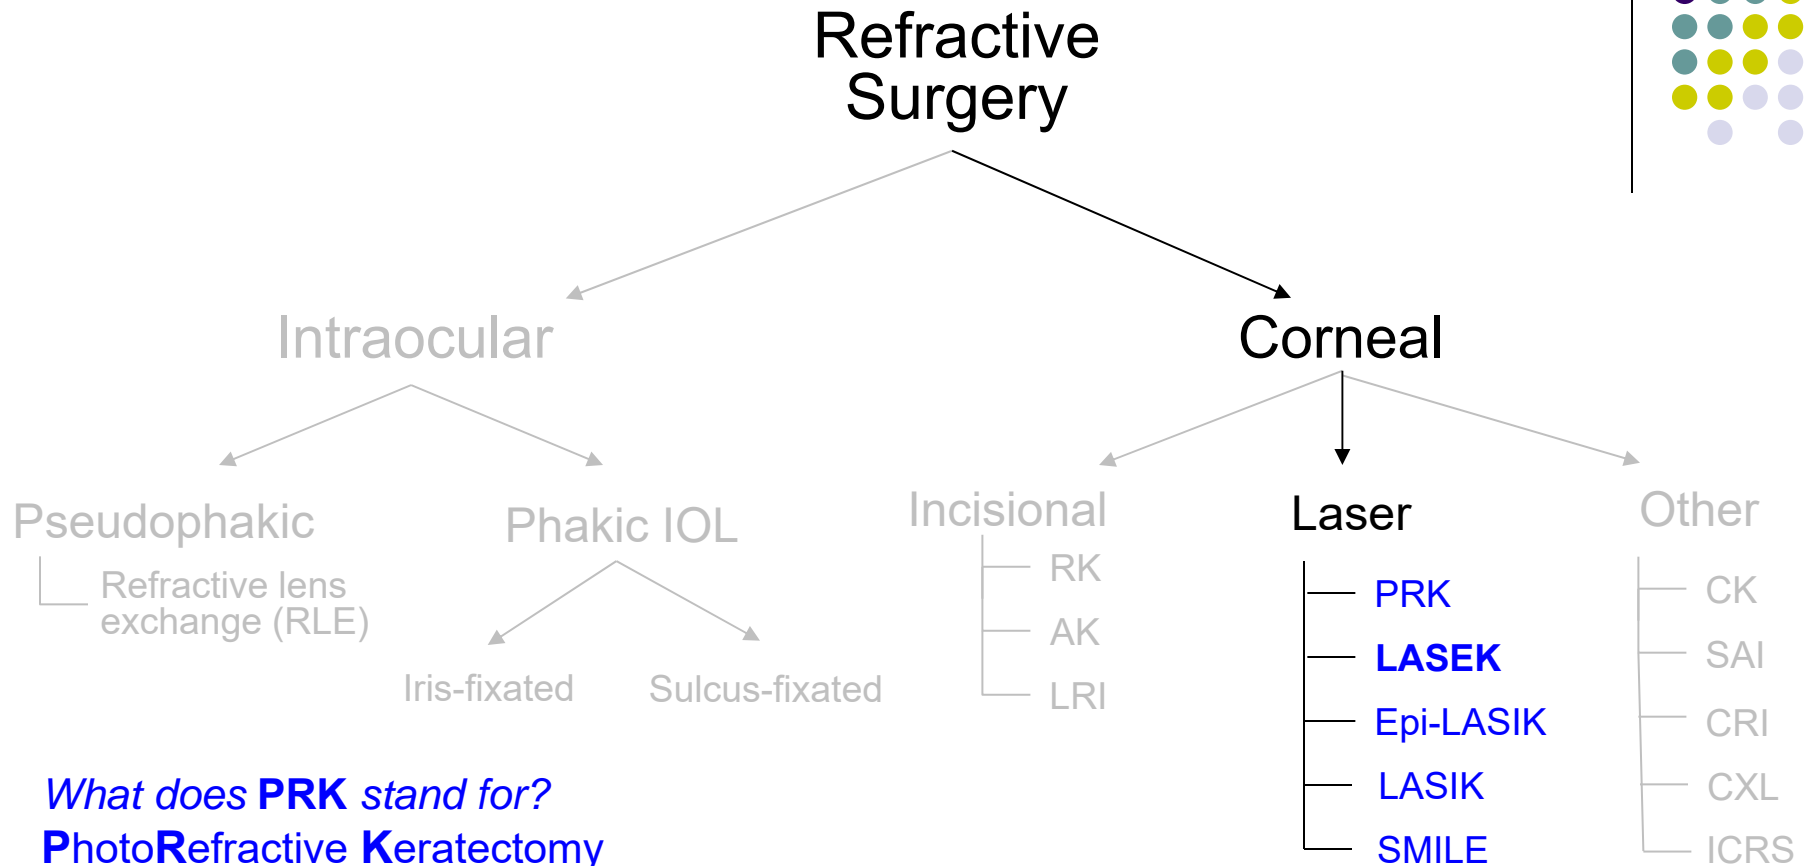 Refractive
Surgery
Intraocular
Corneal
Pseudophakic
Refractive lens
exchange (RLE)
Phakic IOL
Iris-fixated
Sulcus-fixated
Incisional
RK
AK
LRI
Laser
PRK
LASEK
Epi-LASIK
LASIK
SMILE
Other
CK
SAI
CRI
CXL
ICRS
What does PRK stand for?
PhotoRefractive Keratectomy